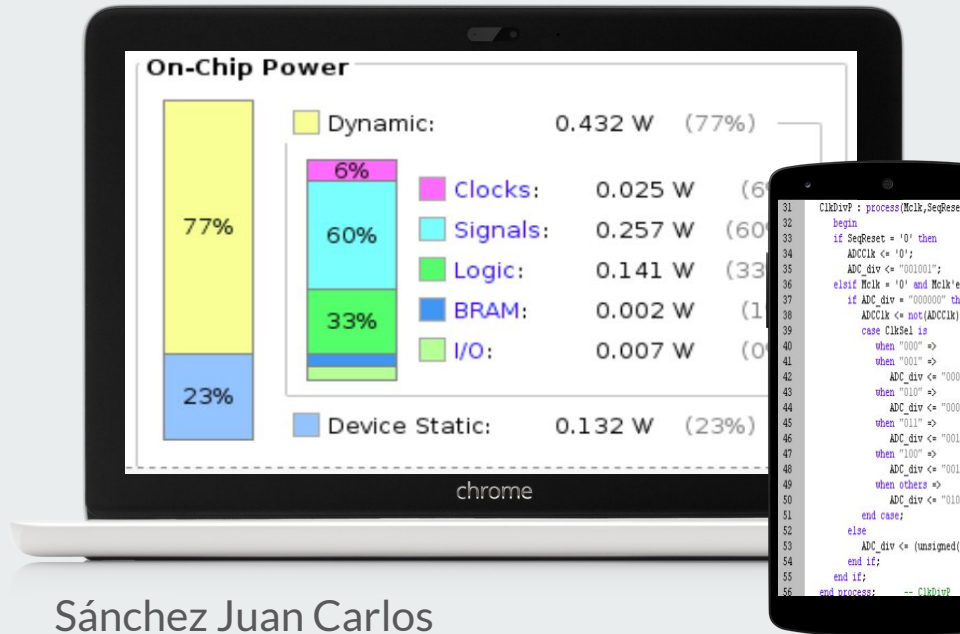 On-Chip Power
Dynamic: 0.432 W (77%)
6%
Clocks: 0.025 W (6
77%
60%
Signals: 0.257 W (60
Logic: 0.141 W (33
33%
BRAM: 0.002 W (1
I/O: 0.007 W (0
23%
Device Static: 0.132 W (23%)
chrome
31 ClkDivP : process(Mclk,SeqRese
32 begin
33 if SeqReset = '0' then
34 ADCClk <= '0';
35 ADC_div <= "001001";
36 elsif Mclk = '0' and Mclk'e
37 if ADC_div = "000000" th
38 ADCClk <= not(ADCClk)
39 case ClkSel is
40 when "000" =>
41 when "001" =>
42 ADC_div <= "000
43 when "010" =>
44 ADC_div <= "000
45 when "011" =>
46 ADC_div <= "001
47 when "100" =>
48 ADC_div <= "001
49 when others =>
50 ADC_div <= "010
51 end case;
52 else
53 ADC_div <= (unsigned(
54 end if;
55 end if;
56 end process; -- ClkDivP
Sánchez Juan Carlos